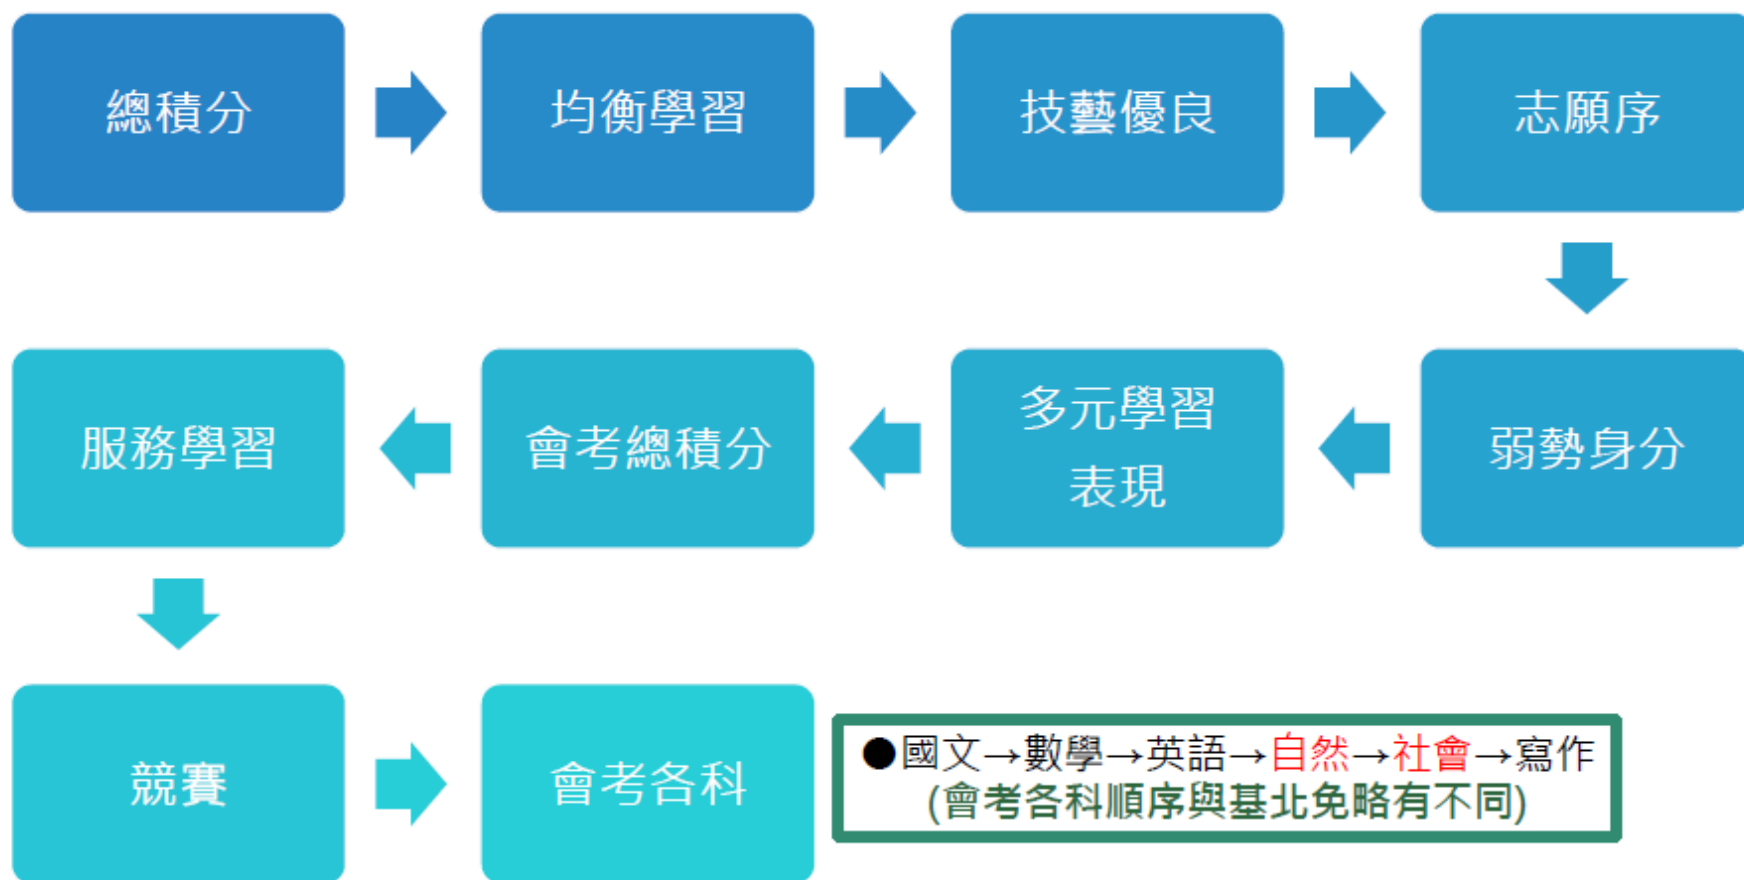 總積分
均衡學習
技藝優良
志願序
弱勢身分
多元學習
表現
會考總積分
服務學習
競賽
會考各科
●國文→數學→英語→自然→社會→寫作
(會考各科順序與基北免略有不同)